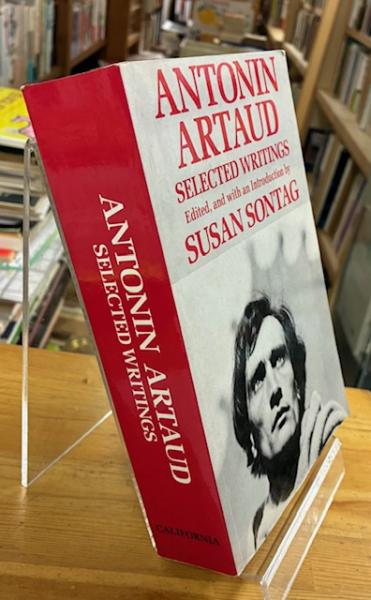 ANTONIN
ARTAUD
SELECTED WRITINGS
Edited, and with an Introduction by
SUSAN SONTAG
ANTONIN ARTAUD
SELECTED WRITINGS
CALIFORNIA